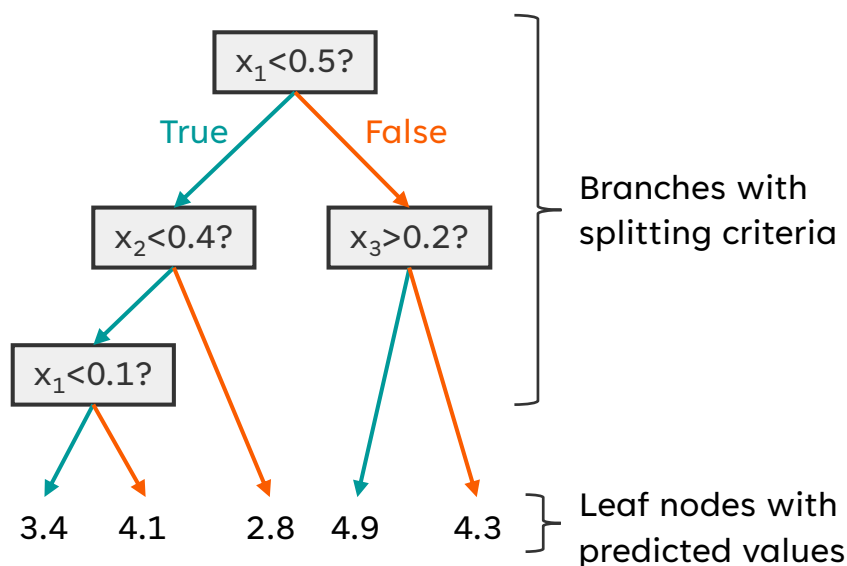 x₁<0.5?
True
False
x₂<0.4?
x₃>0.2?
Branches with
splitting criteria
x₁<0.1?
3.4
4.1
2.8
4.9
4.3
Leaf nodes with
predicted values